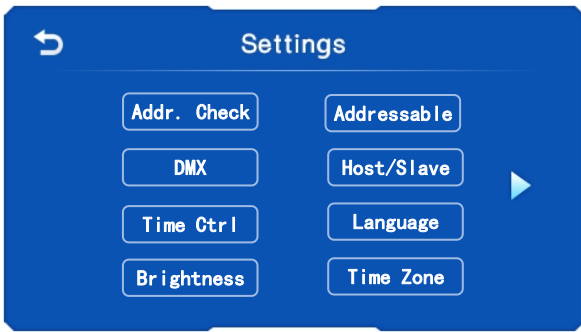 Settings
Addr. Check
Addressable
DMX
Host/Slave
Time Ctrl
Language
Brightness
Time Zone